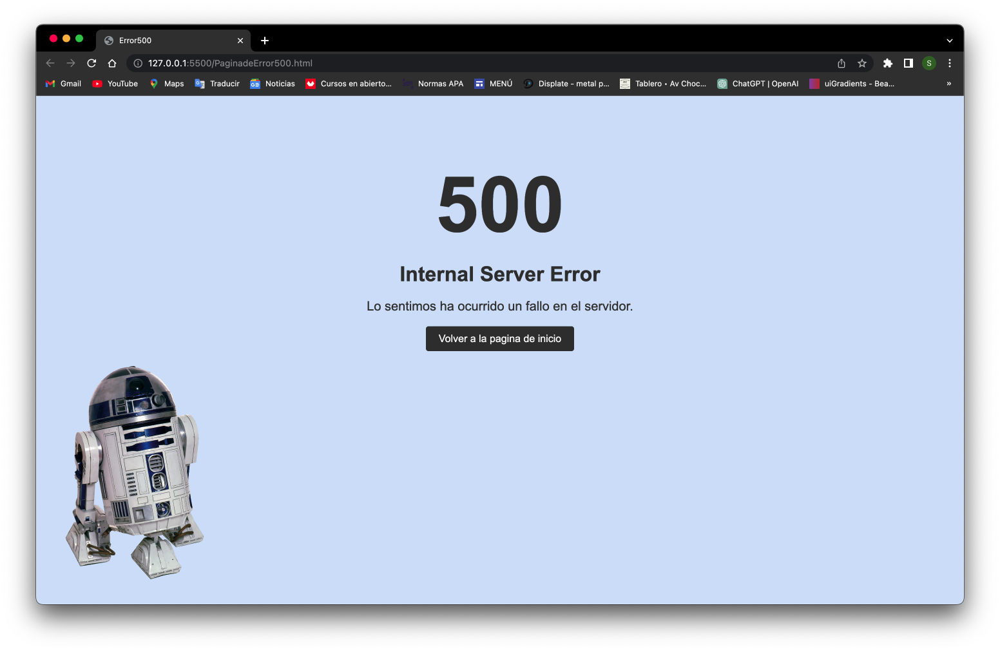 Error500
127.0.0.1:5500/PaginadeError500.html
S
Gmail YouTube Maps Traducir Noticias Cursos en abierto... Normas APA MENÚ Displate - metal p... Tablero • Av Choc... ChatGPT | OpenAI uiGradients - Bea... »
500
Internal Server Error
Lo sentimos ha ocurrido un fallo en el servidor.
Volver a la pagina de inicio